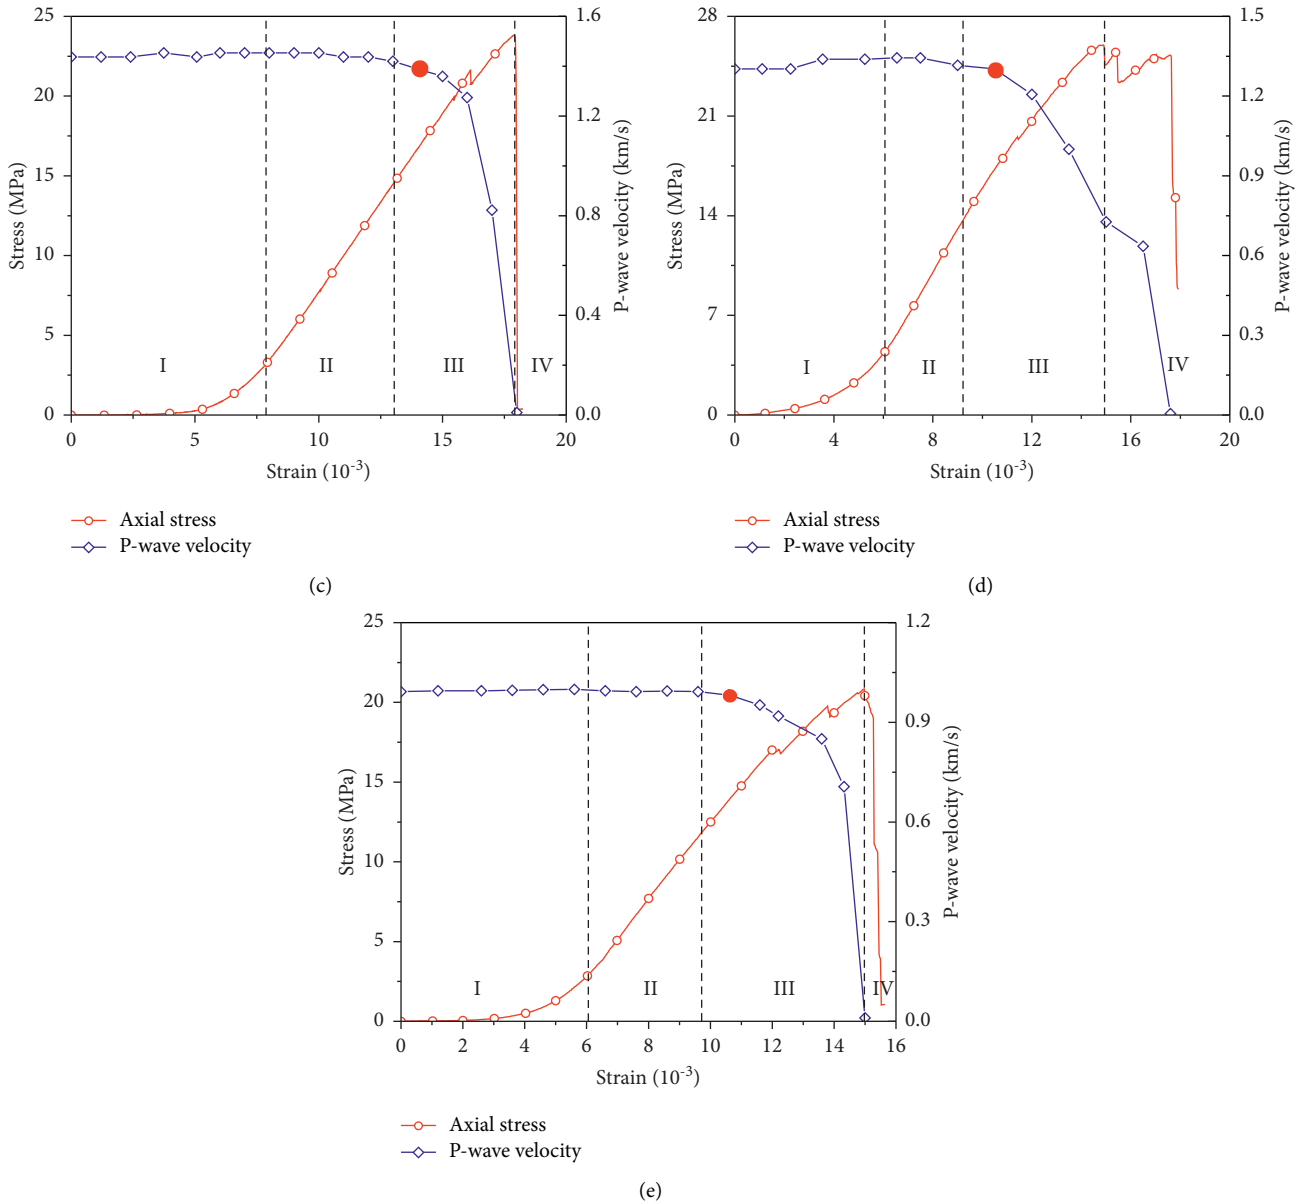 25
20
15
10
5
0
Stress (MPa)
1.6
1.2
0.8
0.4
0.0
P-wave velocity (km/s)
I
II
III
IV
0 5 10 15 20
Strain (10-3)
Axial stress
P-wave velocity
(c)
28
21
14
7
0
Stress (MPa)
1.5
1.2
0.9
0.6
0.3
0.0
P-wave velocity (km/s)
I
II
III
IV
0 4 8 12 16 20
Strain (10-3)
Axial stress
P-wave velocity
(d)
25
20
15
10
5
0
Stress (MPa)
1.2
0.9
0.6
0.3
0.0
P-wave velocity (km/s)
I
II
III
IV
0 2 4 6 8 10 12 14 16
Strain (10-3)
Axial stress
P-wave velocity
(e)